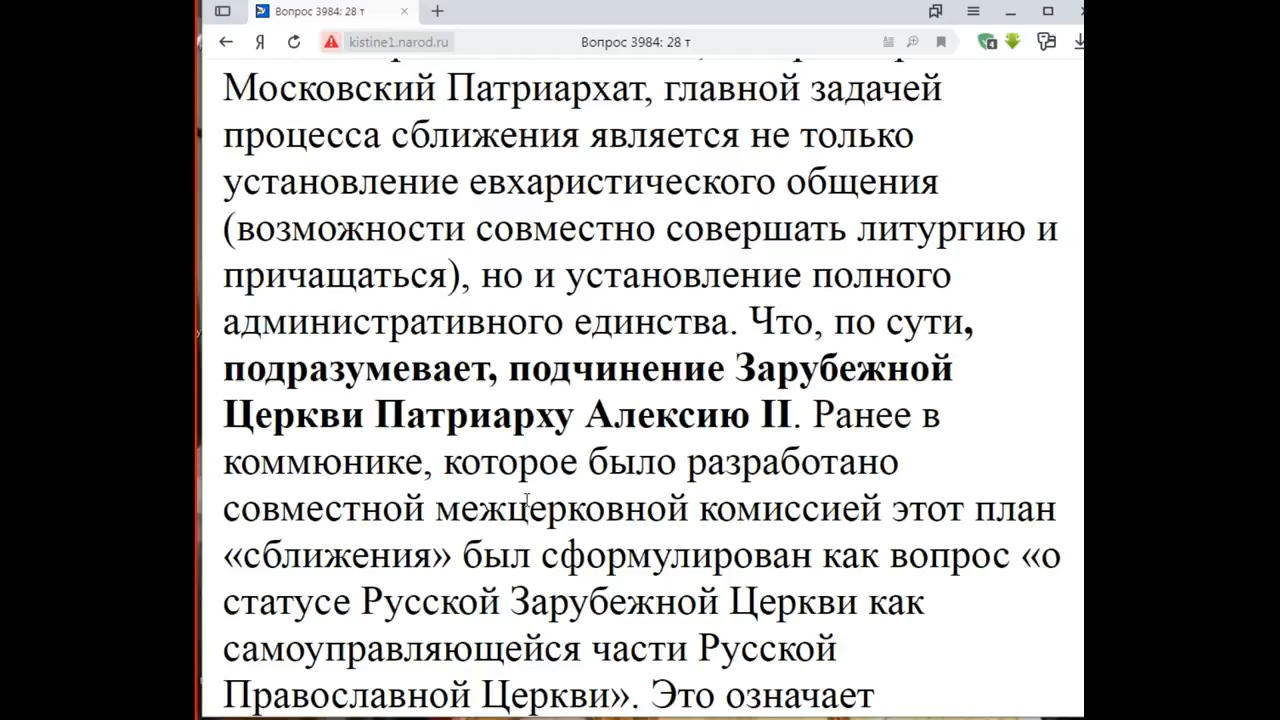 Вопрос 3984: 28 т
kistine1.narod.ru
Вопрос 3984: 28 т
Московский Патриархат, главной задачей
процесса сближения является не только
установление евхаристического общения
(возможности совместно совершать литургию и
причащаться), но и установление полного
административного единства. Что, по сути,
подразумевает, подчинение Зарубежной
Церкви Патриарху Алексию II. Ранее в
коммюнике, которое было разработано
совместной межцерковной комиссией этот план
«сближения» был сформулирован как вопрос «о
статусе Русской Зарубежной Церкви как
самоуправляющейся части Русской
Православной Церкви». Это означает